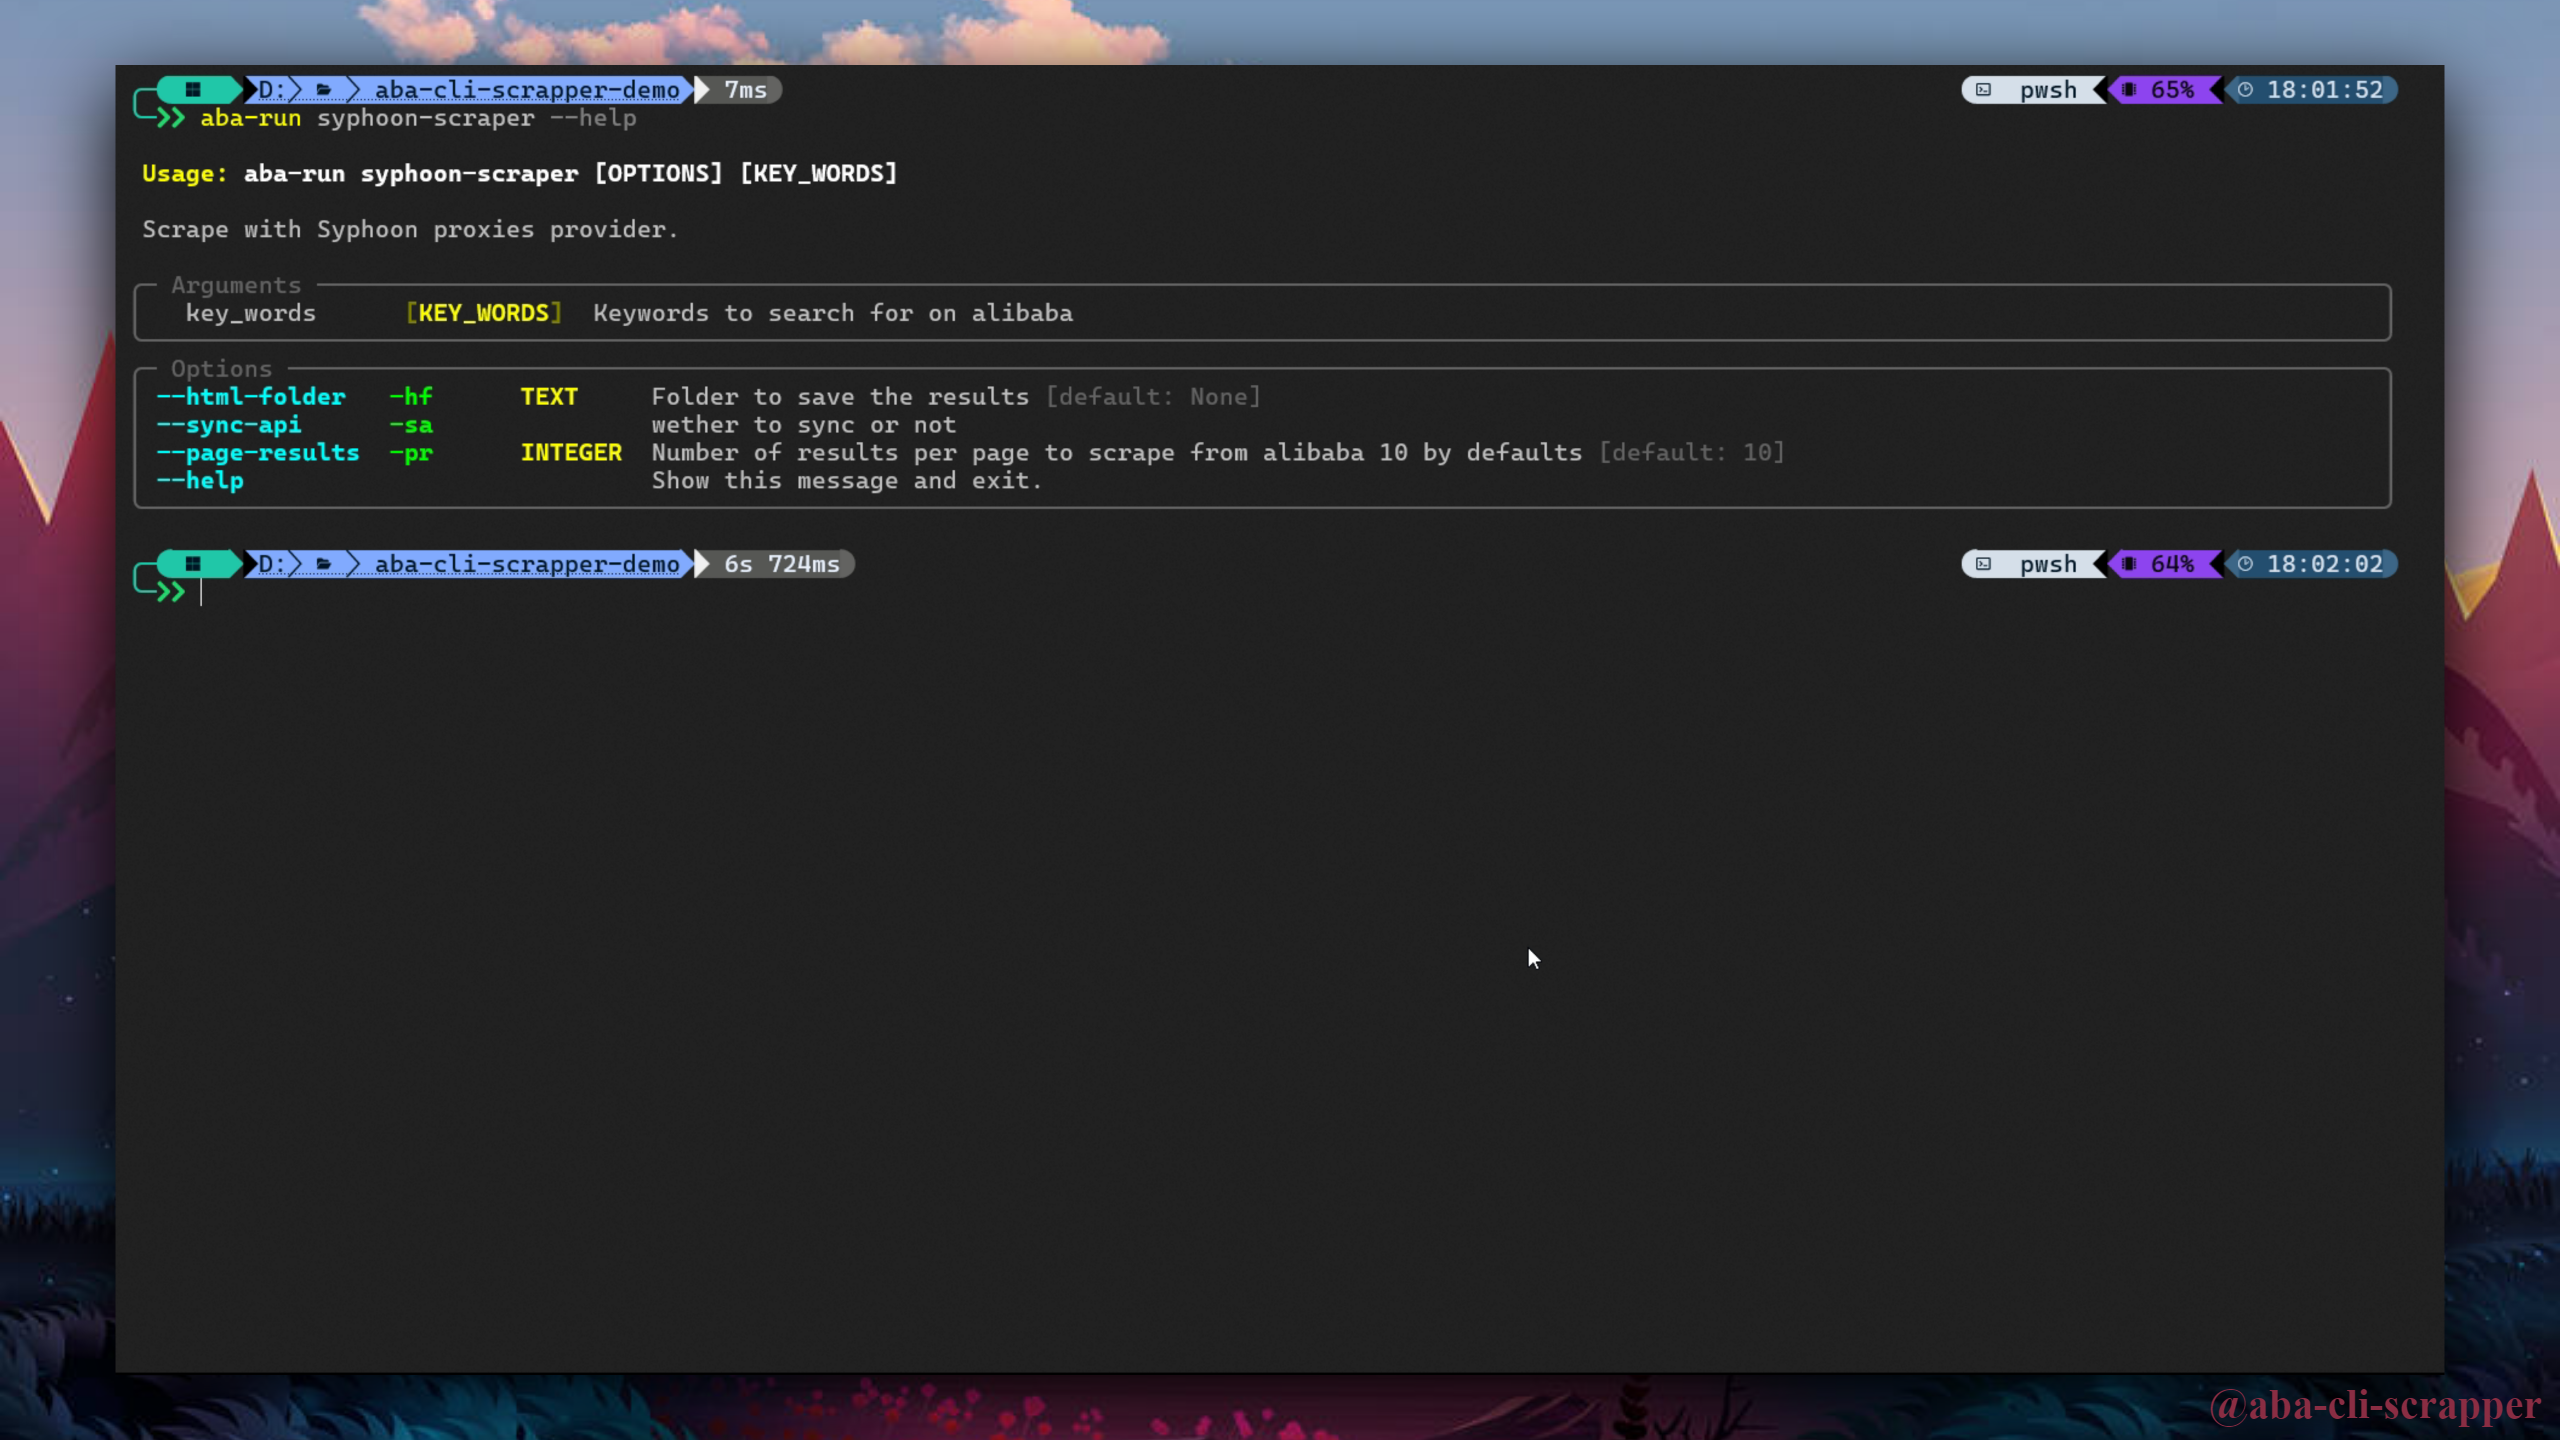 D: aba-cli-scrapper-demo 7ms pwsh 65% 18:01:52
>> aba-run syphoon-scraper --help
Usage: aba-run syphoon-scraper [OPTIONS] [KEY_WORDS]
Scrape with Syphoon proxies provider.
Arguments
key_words [KEY_WORDS] Keywords to search for on alibaba
Options
--html-folder -hf TEXT Folder to save the results [default: None]
--sync-api -sa wether to sync or not
--page-results -pr INTEGER Number of results per page to scrape from alibaba 10 by defaults [default: 10]
--help Show this message and exit.
D: aba-cli-scrapper-demo 6s 724ms pwsh 64% 18:02:02
>>
@aba-cli-scrapper